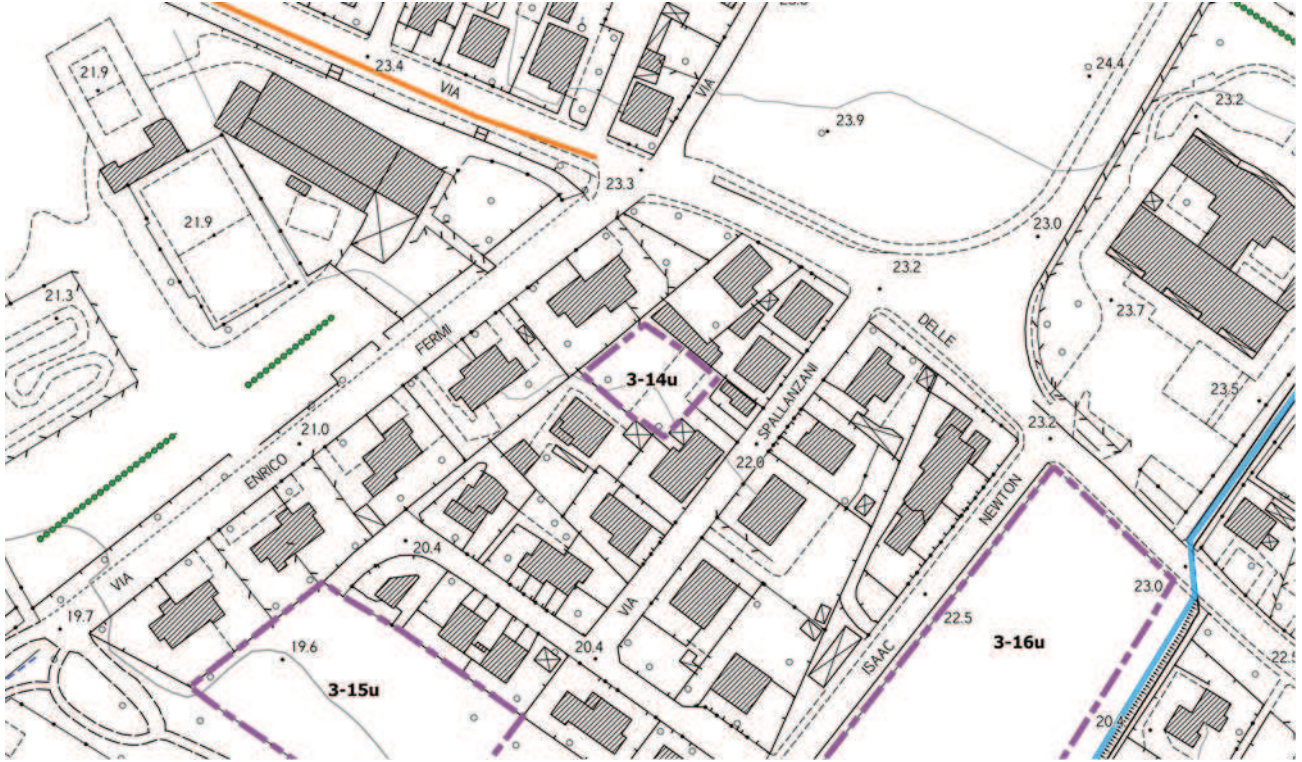 23.4
VIA
VIA
24.4
21.9
23.2
23.9
23.3
21.9
23.0
23.2
21.3
23.7
DELLE
FERMI
3-14u
SPALLANZANI
23.5
21.0
23.2
ENRICO
22.0
NEWTON
20.4
VIA
23.0
19.7
VIA
22.5
19.6
20.4
3-16u
ISAAC
3-15u
20.4